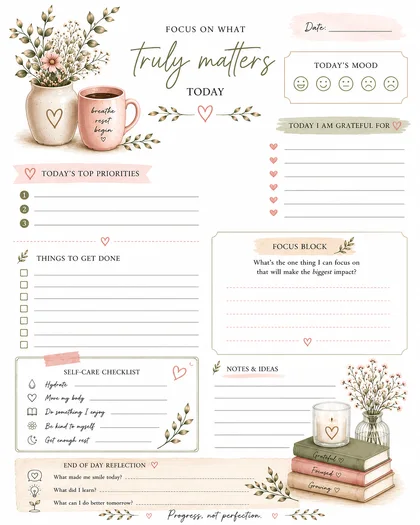 FOCUS ON WHAT
truly matters
TODAY
Date:
TODAY'S MOOD
breathe
reset
begin
TODAY I AM GRATEFUL FOR
TODAY'S TOP PRIORITIES
1
2
3
THINGS TO GET DONE
FOCUS BLOCK
What's the one thing I can focus on
that will make the biggest impact?
SELF-CARE CHECKLIST
Hydrate
Move my body
Do something I enjoy
Be kind to myself
Get enough rest
NOTES & IDEAS
Grateful
Focused
Growing
END OF DAY REFLECTION
What made me smile today?
What did I learn?
What can I do better tomorrow?
Progress, not perfection.